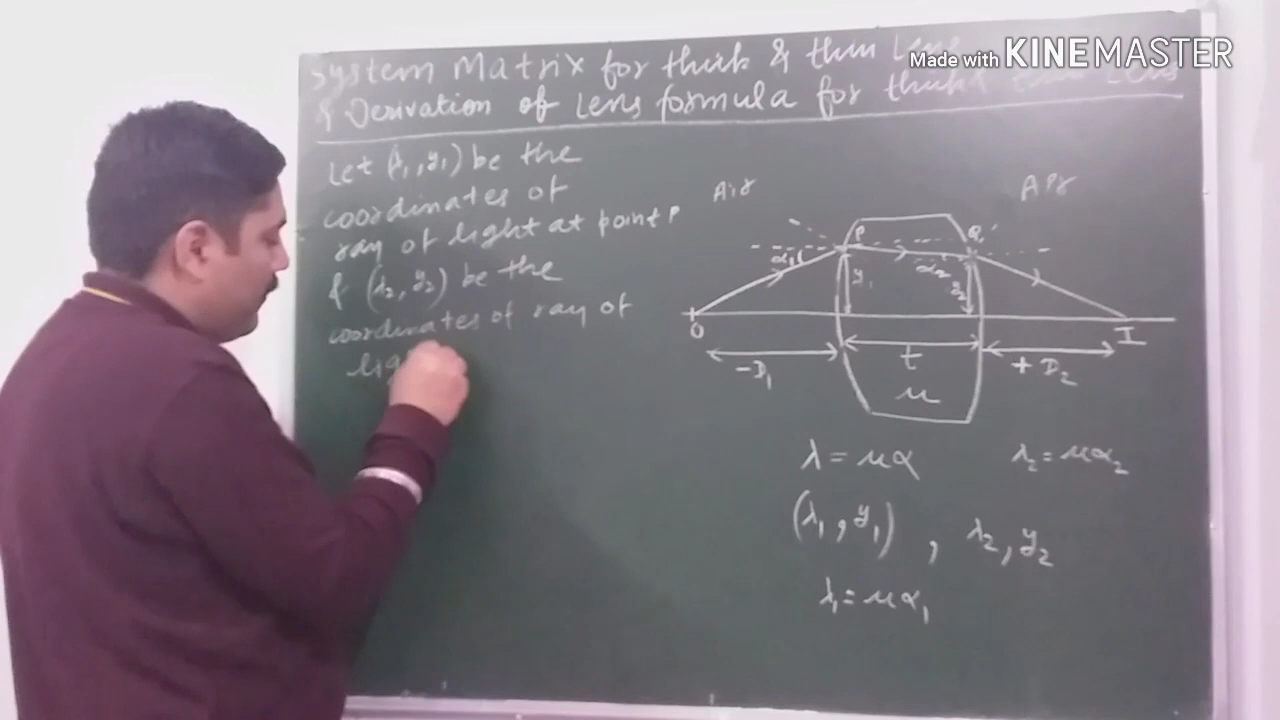 Made with KINEMASTER
System Matrix for thick & thin Lens
& Derivation of Lens formula for thick & thin Lens
Let (λ₁, y₁) be the
coordinates of
ray of light at point P
& (λ₂, y₂) be the
coordinates of ray of
lig
Air
Air
P
Q
α₁
α₂
y₁
y₂
O
I
-D₁
t
+D₂
μ
λ = μα
λ₂ = μα₂
(λ₁, y₁) , λ₂, y₂
λ₁ = μα₁